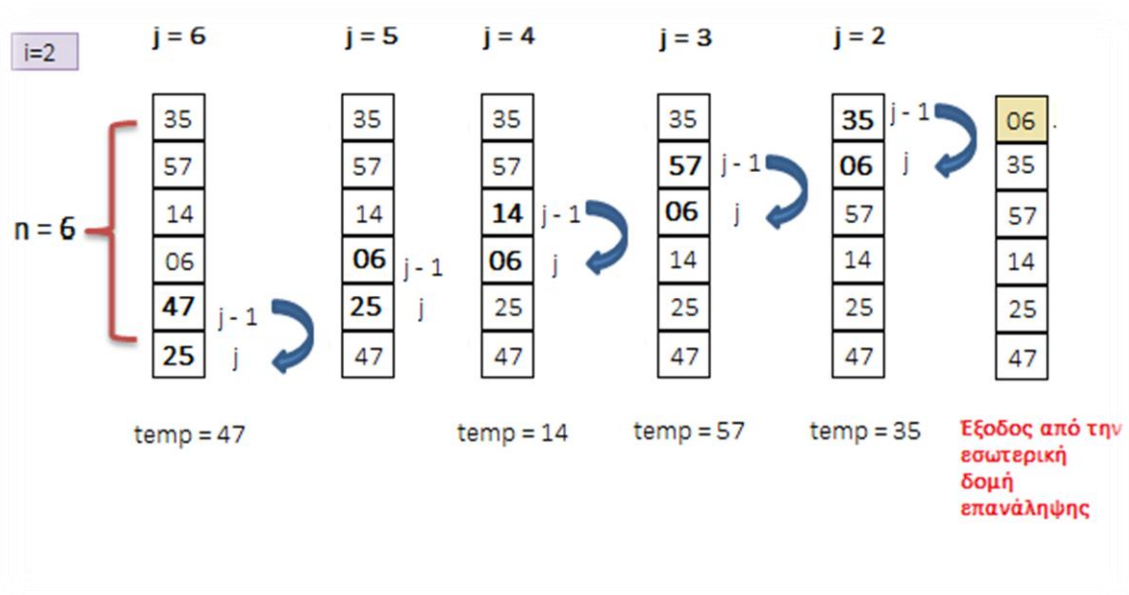 i=2
j = 6 j = 5 j = 4 j = 3 j = 2
35 35 35 35 35 j - 1 06 .
57 57 57 57 j - 1 06 j 35
n = 6 14 14 14 j - 1 06 j 57 57
06 06 j - 1 06 j 14 14 14
47 j - 1 25 j 25 25 25 25
25 j 47 47 47 47 47
temp = 47 temp = 14 temp = 57 temp = 35
Έξοδος από την
εσωτερική
δομή
επανάληψης